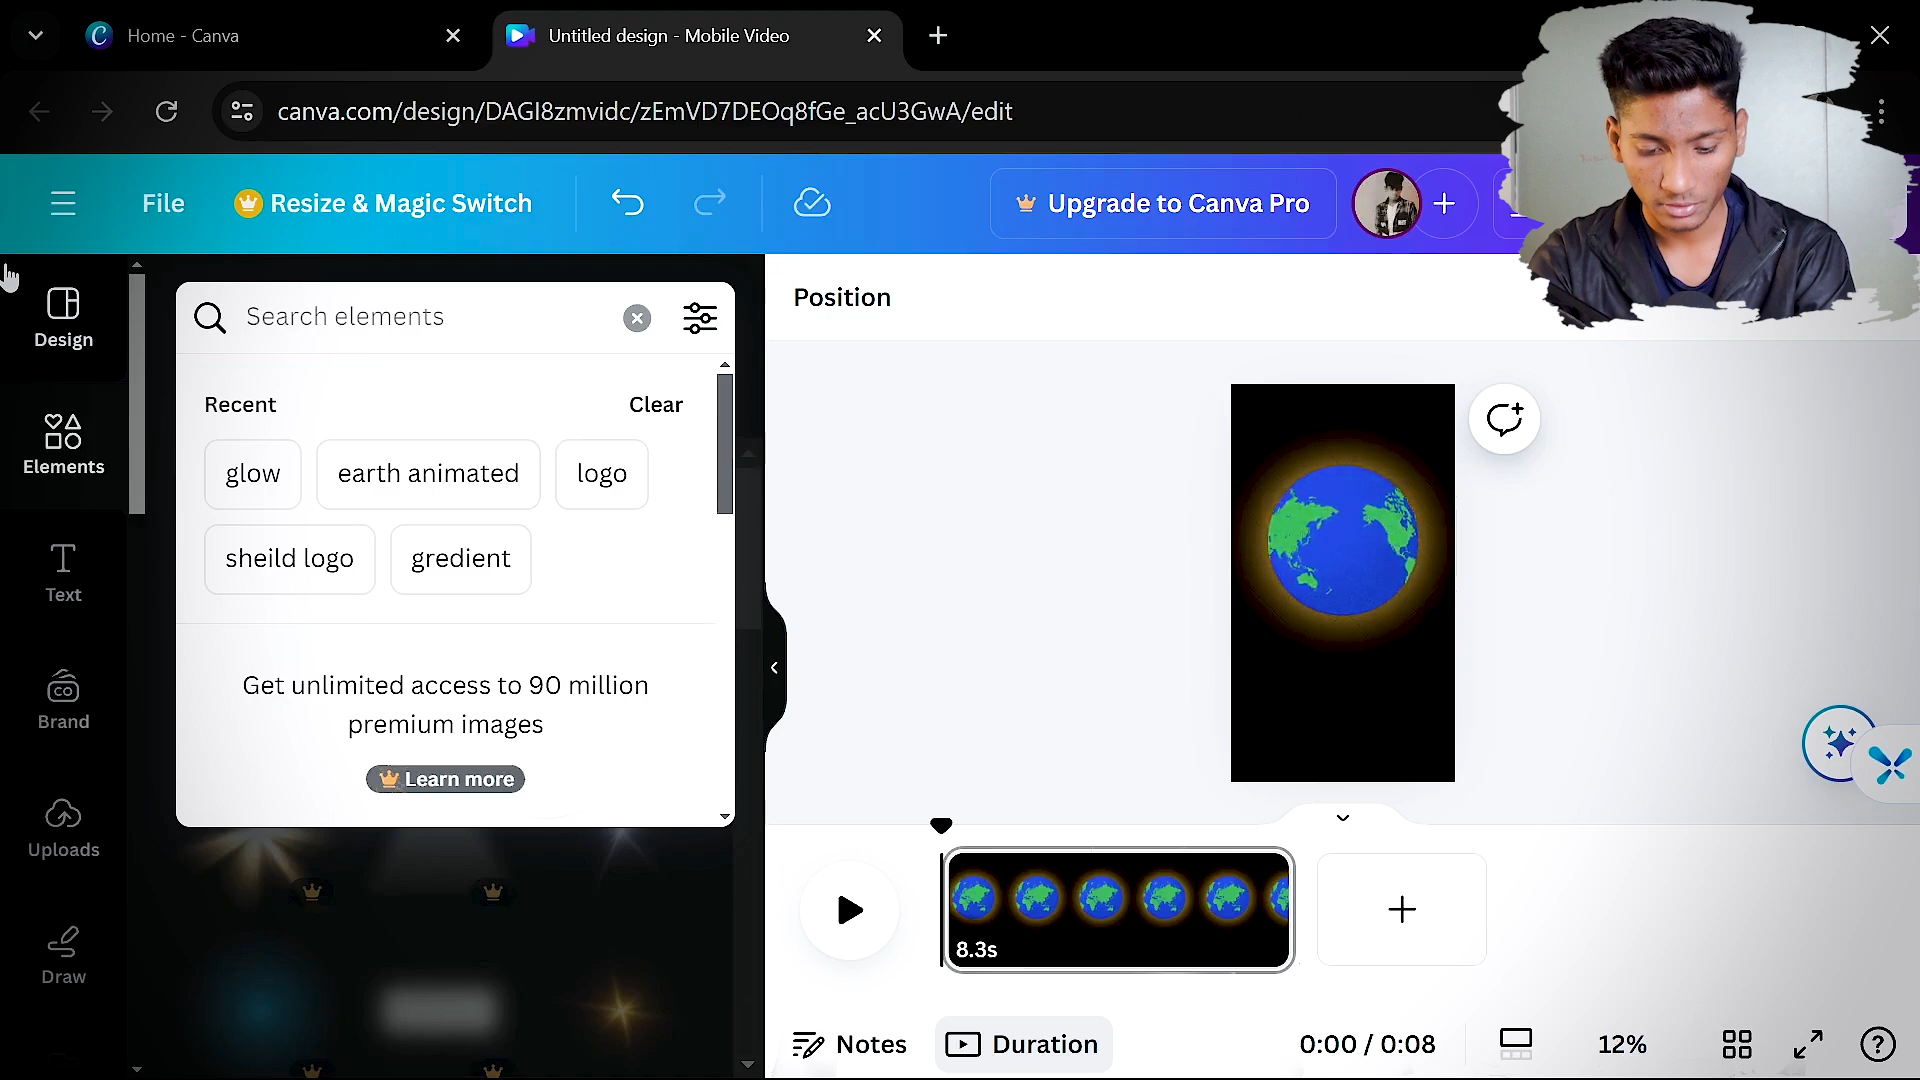 Home - Canva
Untitled design - Mobile Video
canva.com/design/DAGI8zmvidc/zEmVD7DEOq8fGe_acU3GwA/edit
File
Resize & Magic Switch
Upgrade to Canva Pro
Design
Elements
Text
Brand
Uploads
Draw
Search elements
Recent
Clear
glow
earth animated
logo
sheild logo
gredient
Get unlimited access to 90 million
premium images
Learn more
Position
8.3s
Notes
Duration
0:00 / 0:08
12%